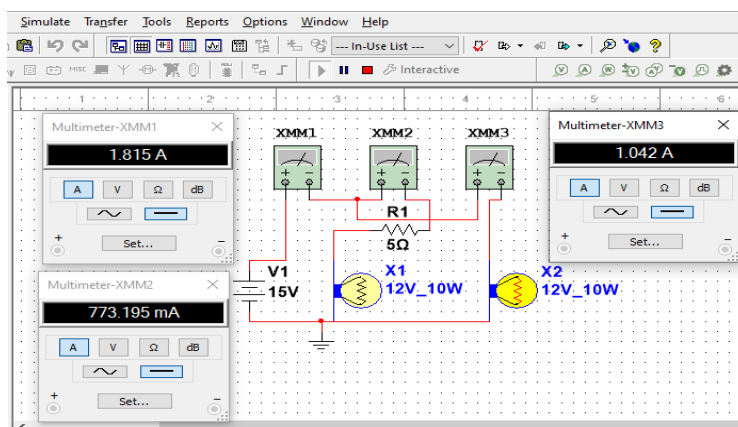 Simulate Transfer Tools Reports Options Window Help
--- In-Use List ---
MISC Interactive
1 2 3 4 5 6
Multimeter-XMM1
1.815 A
A V Ω dB
+ Set... -
Multimeter-XMM2
773.195 mA
A V Ω dB
+ Set... -
XMM1 XMM2 XMM3
+ - + - + -
R1
5Ω
V1
15V
X1
12V_10W
X2
12V_10W
Multimeter-XMM3
1.042 A
A V Ω dB
+ Set... -